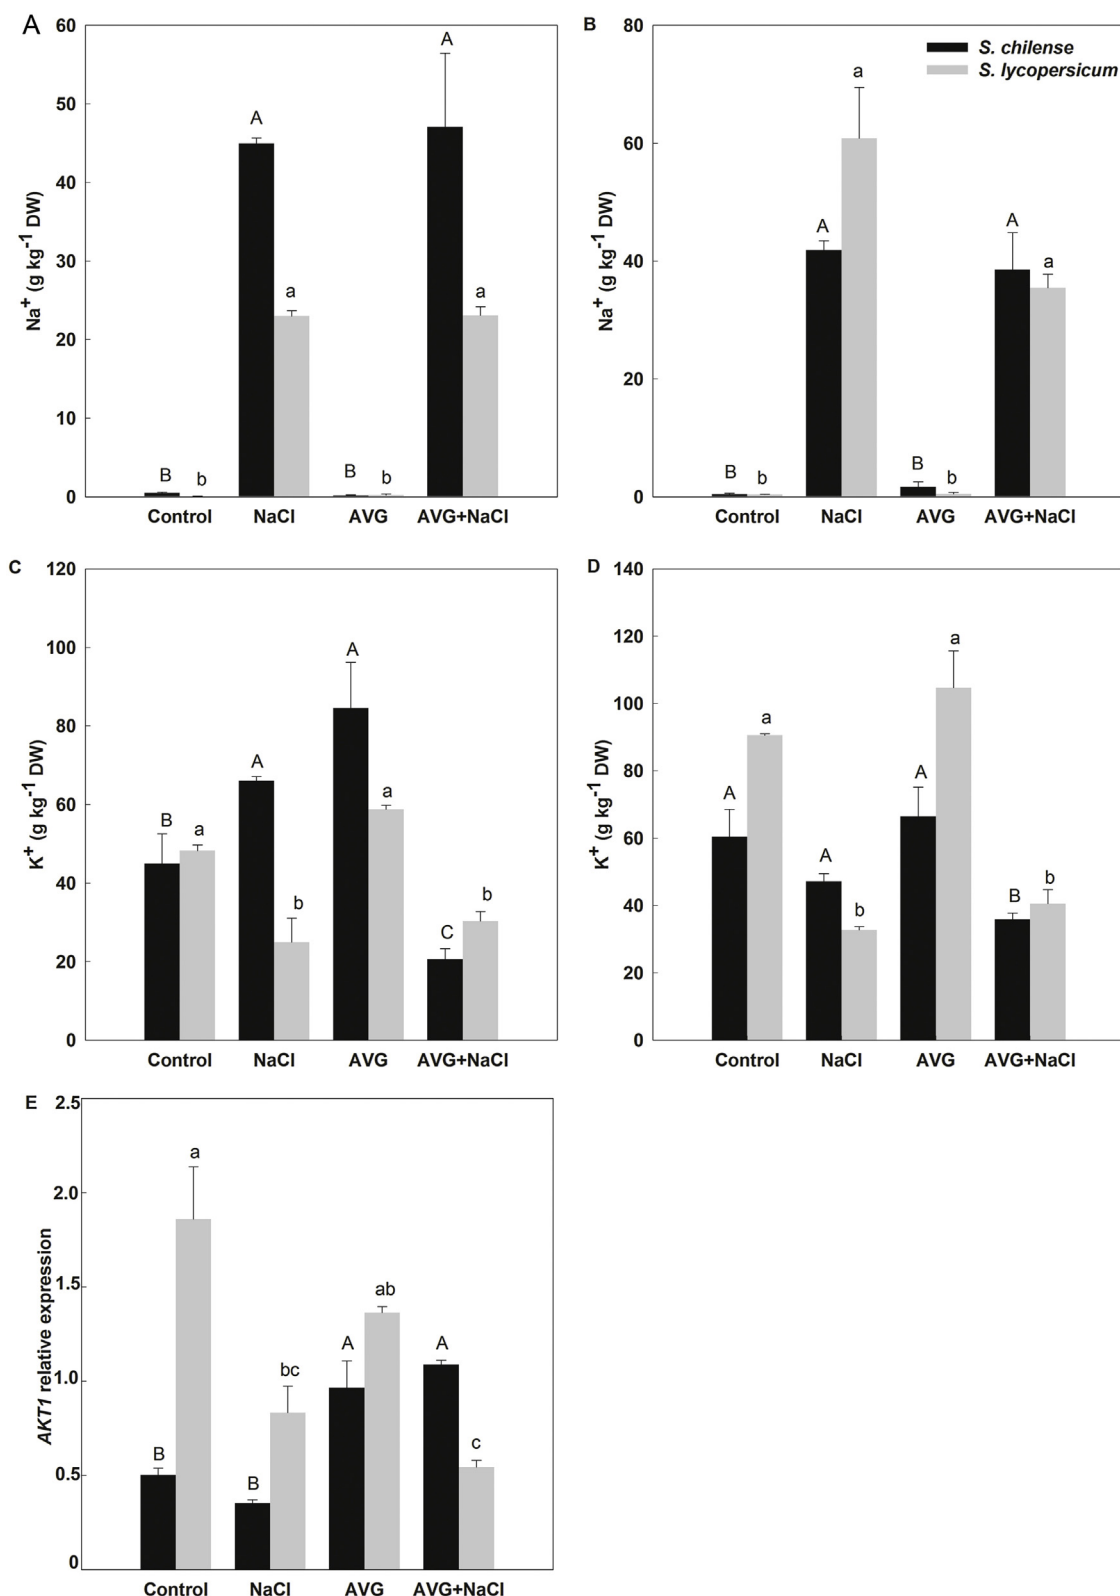 A
60
50
40
30
20
10
0
Na+ (g kg-1 DW)
A
A
a
a
B
b
B
b
Control NaCl AVG AVG+NaCl
B
80
60
40
20
0
Na+ (g kg-1 DW)
S. chilense
S. lycopersicum
a
A
A
a
B
b
B
b
Control NaCl AVG AVG+NaCl
C
120
100
80
60
40
20
0
K+ (g kg-1 DW)
B
a
A
b
A
a
C
b
Control NaCl AVG AVG+NaCl
D
140
120
100
80
60
40
20
0
K+ (g kg-1 DW)
A
a
A
b
A
a
B
b
Control NaCl AVG AVG+NaCl
E
2.5
2.0
1.5
1.0
0.5
0
AKT1 relative expression
B
a
B
bc
A
ab
A
c
Control NaCl AVG AVG+NaCl